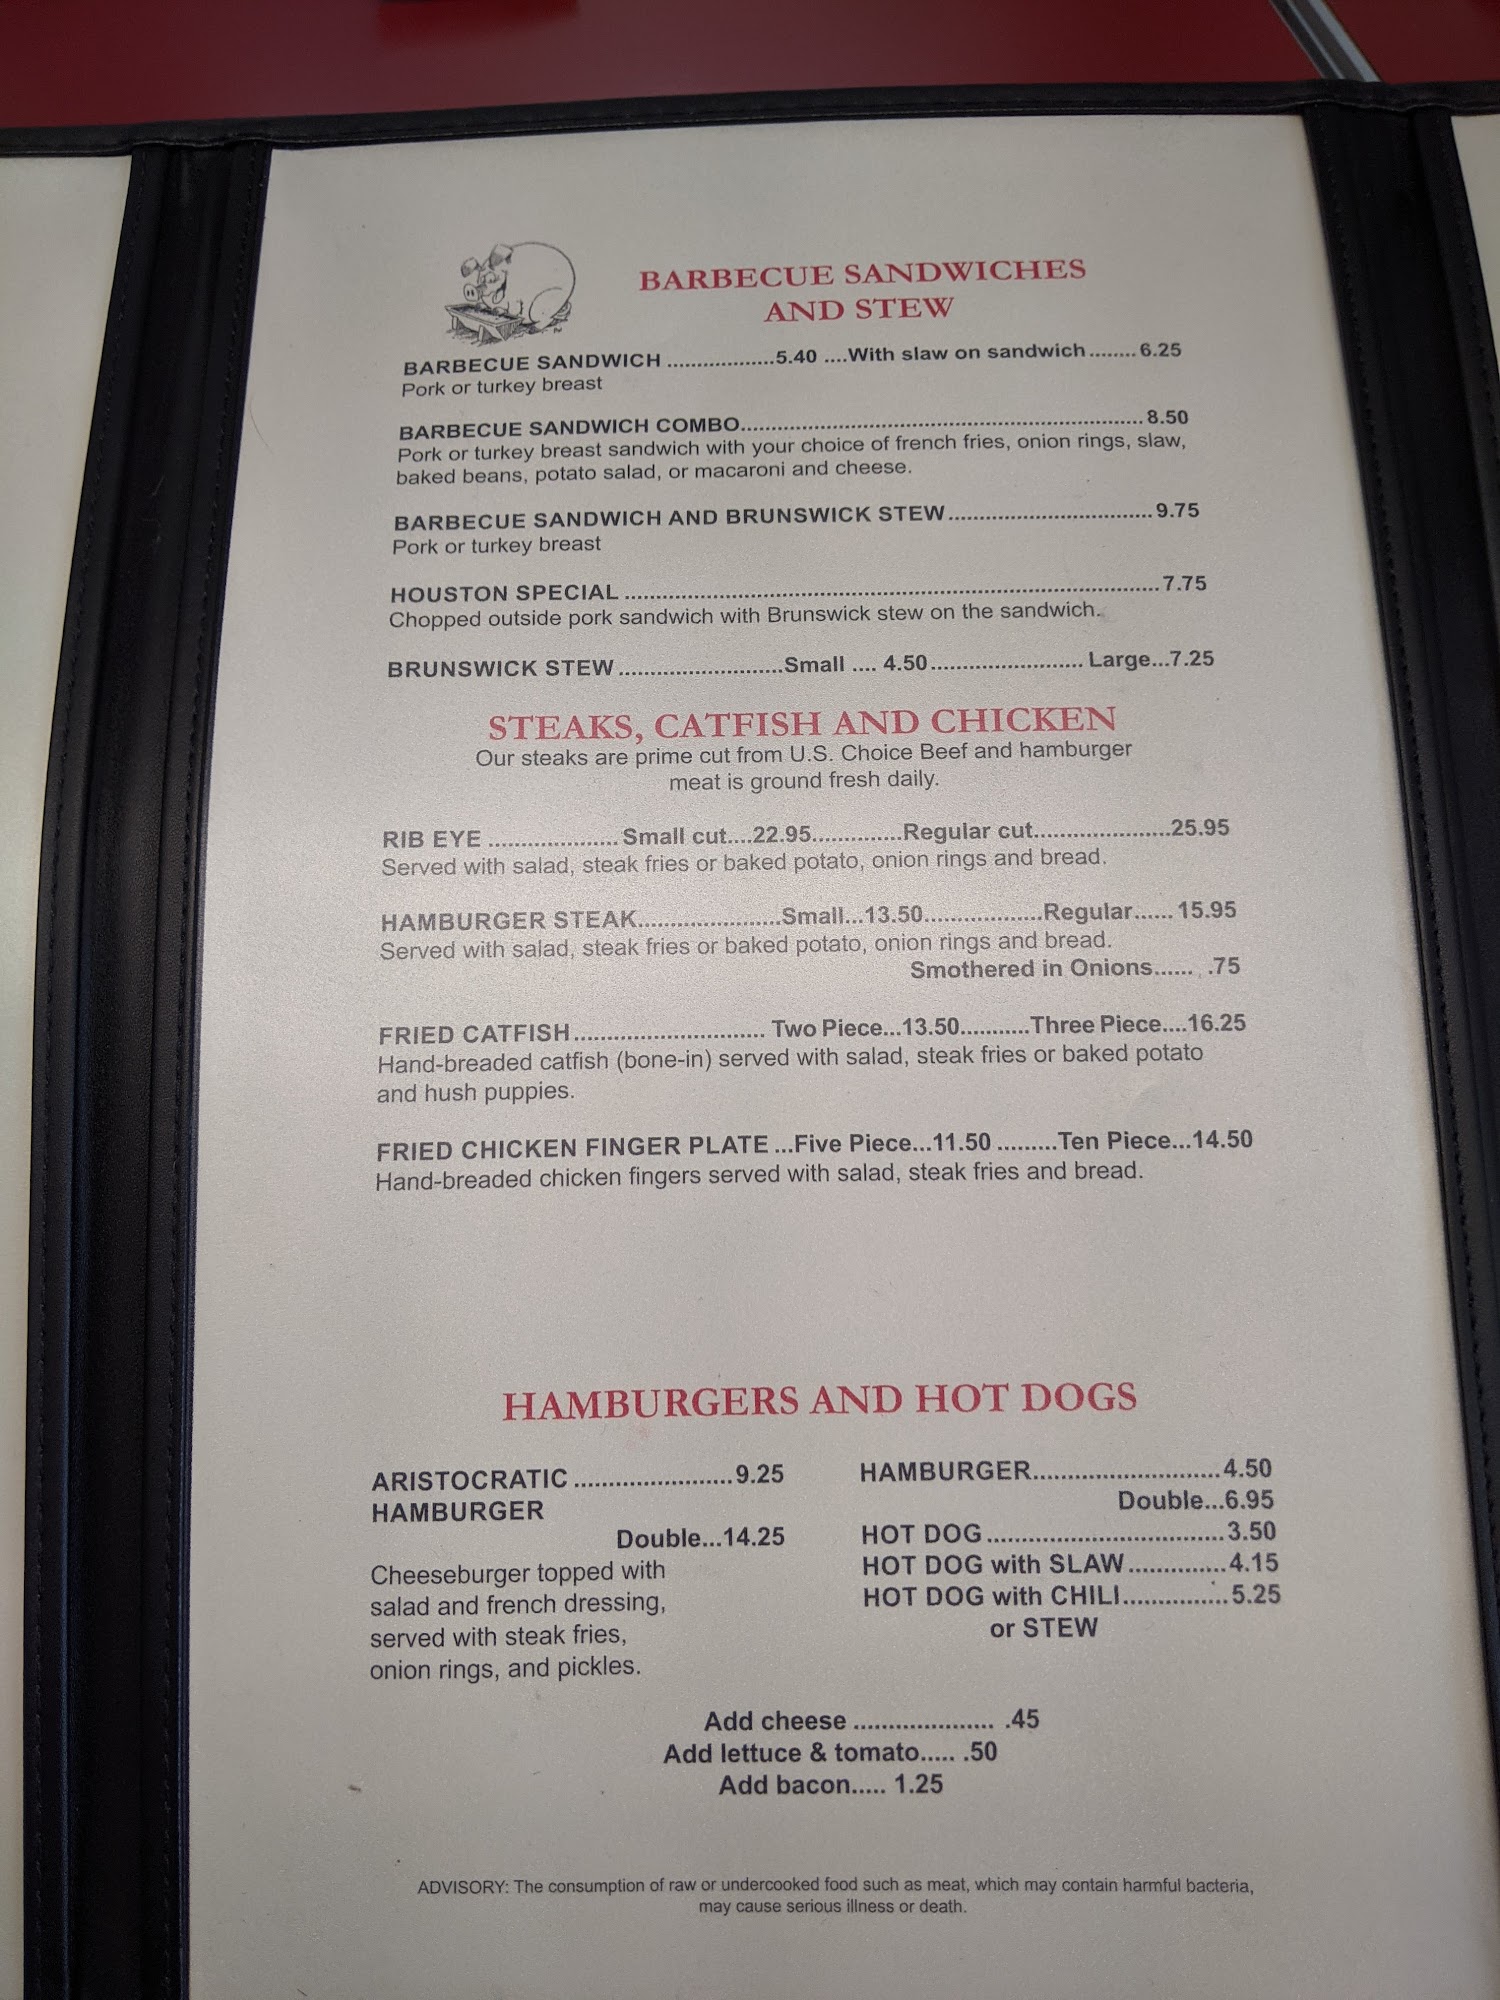 BARBECUE SANDWICHES
AND STEW
BARBECUE SANDWICH ..................5.40 ....With slaw on sandwich........6.25
Pork or turkey breast
BARBECUE SANDWICH COMBO....................................................................8.50
Pork or turkey breast sandwich with your choice of french fries, onion rings, slaw,
baked beans, potato salad, or macaroni and cheese.
BARBECUE SANDWICH AND BRUNSWICK STEW..................................9.75
Pork or turkey breast
HOUSTON SPECIAL ..........................................................................................7.75
Chopped outside pork sandwich with Brunswick stew on the sandwich.
BRUNSWICK STEW ...........................Small .... 4.50......................... Large...7.25
STEAKS, CATFISH AND CHICKEN
Our steaks are prime cut from U.S. Choice Beef and hamburger
meat is ground fresh daily.
RIB EYE ...................... Small cut....22.95..............Regular cut......................25.95
Served with salad, steak fries or baked potato, onion rings and bread.
HAMBURGER STEAK.......................Small...13.50...................Regular...... 15.95
Served with salad, steak fries or baked potato, onion rings and bread.
Smothered in Onions...... .75
FRIED CATFISH............................. Two Piece...13.50...........Three Piece....16.25
Hand-breaded catfish (bone-in) served with salad, steak fries or baked potato
and hush puppies.
FRIED CHICKEN FINGER PLATE ...Five Piece...11.50 .........Ten Piece...14.50
Hand-breaded chicken fingers served with salad, steak fries and bread.
HAMBURGERS AND HOT DOGS
ARISTOCRATIC .......................9.25
HAMBURGER
Double...14.25
Cheeseburger topped with
salad and french dressing,
served with steak fries,
onion rings, and pickles.
HAMBURGER...........................4.50
Double...6.95
HOT DOG ...................................3.50
HOT DOG with SLAW..............4.15
HOT DOG with CHILI...............5.25
or STEW
Add cheese ..................... .45
Add lettuce & tomato..... .50
Add bacon..... 1.25
ADVISORY: The consumption of raw or undercooked food such as meat, which may contain harmful bacteria,
may cause serious illness or death.